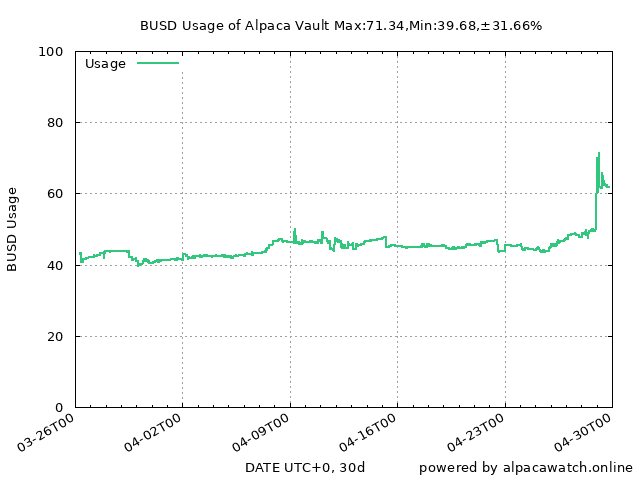 BUSD Usage of Alpaca Vault Max:71.34,Min:39.68,±31.66%
Usage
100
80
60
40
20
0
BUSD Usage
03-26T00 04-02T00 04-09T00 04-16T00 04-23T00 04-30T00
DATE UTC+0, 30d powered by alpacawatch.online